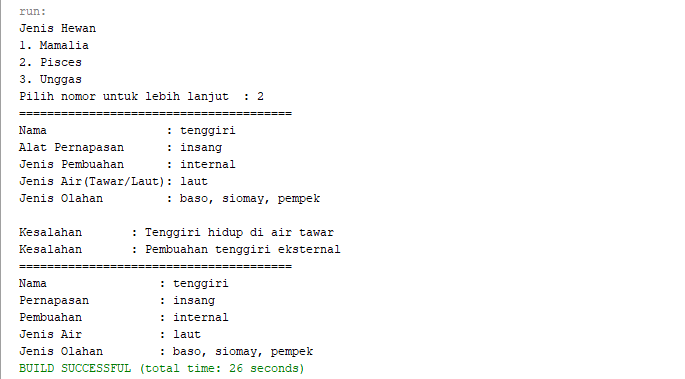 run:
Jenis Hewan
1. Mamalia
2. Pisces
3. Unggas
Pilih nomor untuk lebih lanjut  : 2
=======================================
Nama                 : tenggiri
Alat Pernapasan      : insang
Jenis Pembuahan      : internal
Jenis Air(Tawar/Laut): laut
Jenis Olahan         : baso, siomay, pempek

Kesalahan       : Tenggiri hidup di air tawar
Kesalahan       : Pembuahan tenggiri eksternal
=======================================
Nama                : tenggiri
Pernapasan          : insang
Pembuahan           : internal
Jenis Air           : laut
Jenis Olahan        : baso, siomay, pempek
BUILD SUCCESSFUL (total time: 26 seconds)